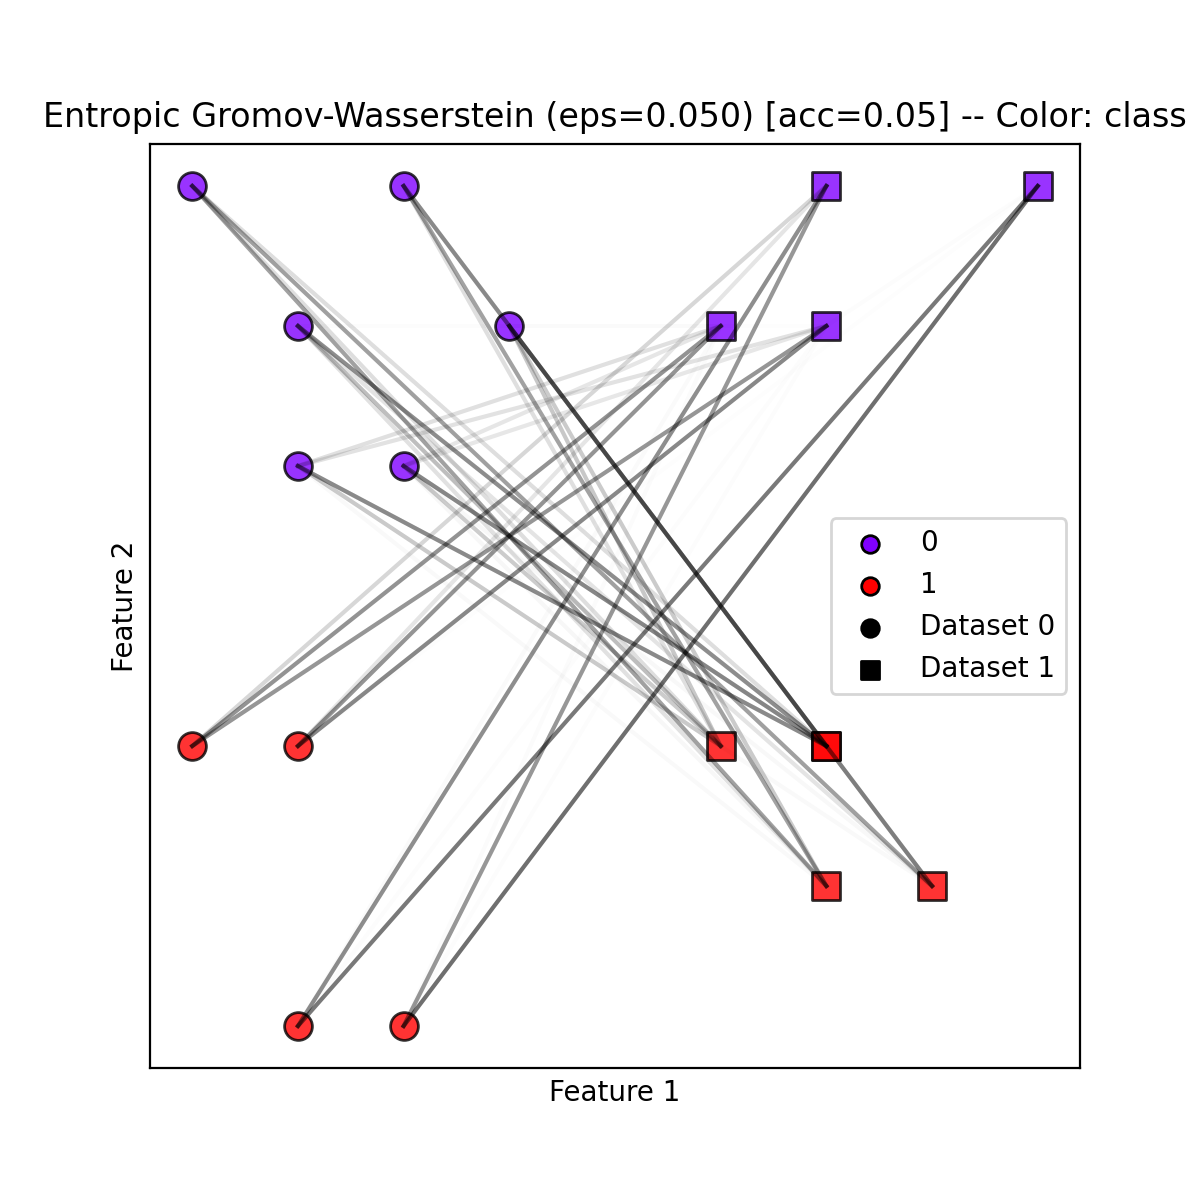 Entropic Gromov-Wasserstein (eps=0.050) [acc=0.05] -- Color: class
Feature 2
0
1
Dataset 0
Dataset 1
Feature 1